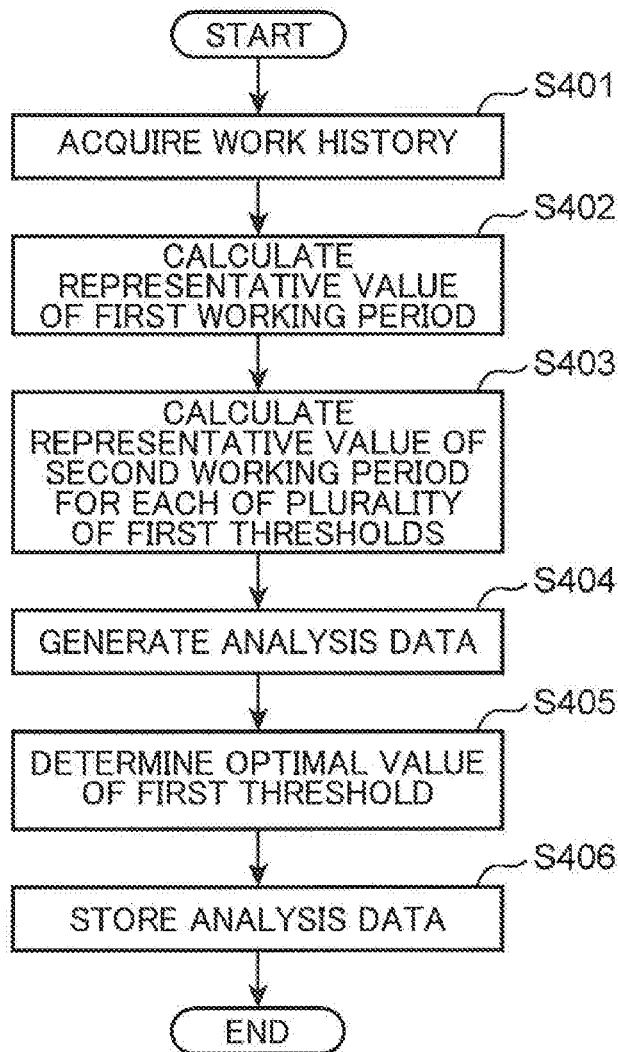 START
S401
ACQUIRE WORK HISTORY
S402
CALCULATE
REPRESENTATIVE VALUE
OF FIRST WORKING PERIOD
S403
CALCULATE
REPRESENTATIVE VALUE OF
SECOND WORKING PERIOD
FOR EACH OF PLURALITY
OF FIRST THRESHOLDS
S404
GENERATE ANALYSIS DATA
S405
DETERMINE OPTIMAL VALUE
OF FIRST THRESHOLD
S406
STORE ANALYSIS DATA
END